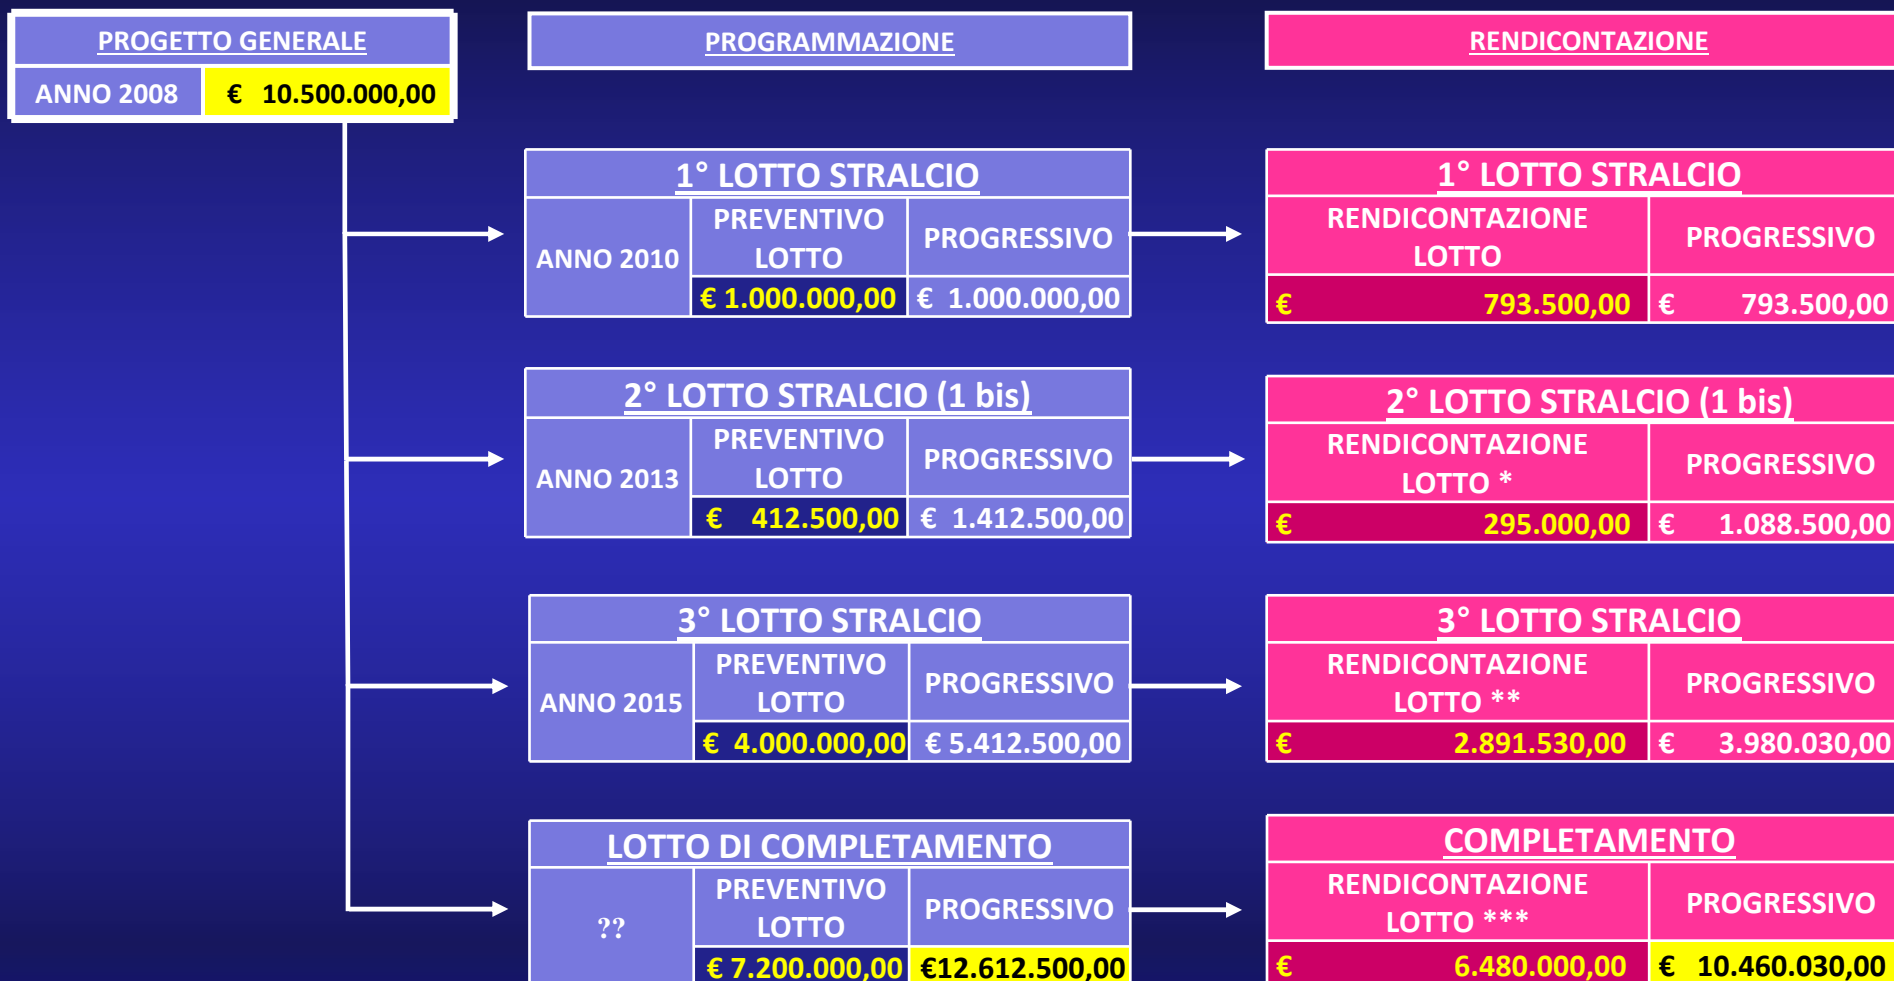 PROGETTO GENERALE
ANNO 2008 € 10.500.000,00
PROGRAMMAZIONE
RENDICONTAZIONE
1° LOTTO STRALCIO
ANNO 2010
PREVENTIVO
LOTTO
PROGRESSIVO
€ 1.000.000,00 € 1.000.000,00
1° LOTTO STRALCIO
RENDICONTAZIONE
LOTTO
PROGRESSIVO
€ 793.500,00 € 793.500,00
2° LOTTO STRALCIO (1 bis)
ANNO 2013
PREVENTIVO
LOTTO
PROGRESSIVO
€ 412.500,00 € 1.412.500,00
2° LOTTO STRALCIO (1 bis)
RENDICONTAZIONE
LOTTO *
PROGRESSIVO
€ 295.000,00 € 1.088.500,00
3° LOTTO STRALCIO
ANNO 2015
PREVENTIVO
LOTTO
PROGRESSIVO
€ 4.000.000,00 € 5.412.500,00
3° LOTTO STRALCIO
RENDICONTAZIONE
LOTTO **
PROGRESSIVO
€ 2.891.530,00 € 3.980.030,00
LOTTO DI COMPLETAMENTO
??
PREVENTIVO
LOTTO
PROGRESSIVO
€ 7.200.000,00 €12.612.500,00
COMPLETAMENTO
RENDICONTAZIONE
LOTTO ***
PROGRESSIVO
€ 6.480.000,00 € 10.460.030,00